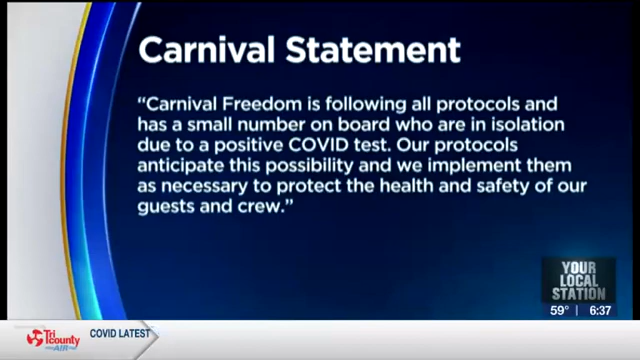 Carnival Statement
“Carnival Freedom is following all protocols and
has a small number on board who are in isolation
due to a positive COVID test. Our protocols
anticipate this possibility and we implement them
as necessary to protect the health and safety of our
guests and crew.”
YOUR
LOCAL
STATION
59° | 6:37
Tri
County
AIR
COVID LATEST